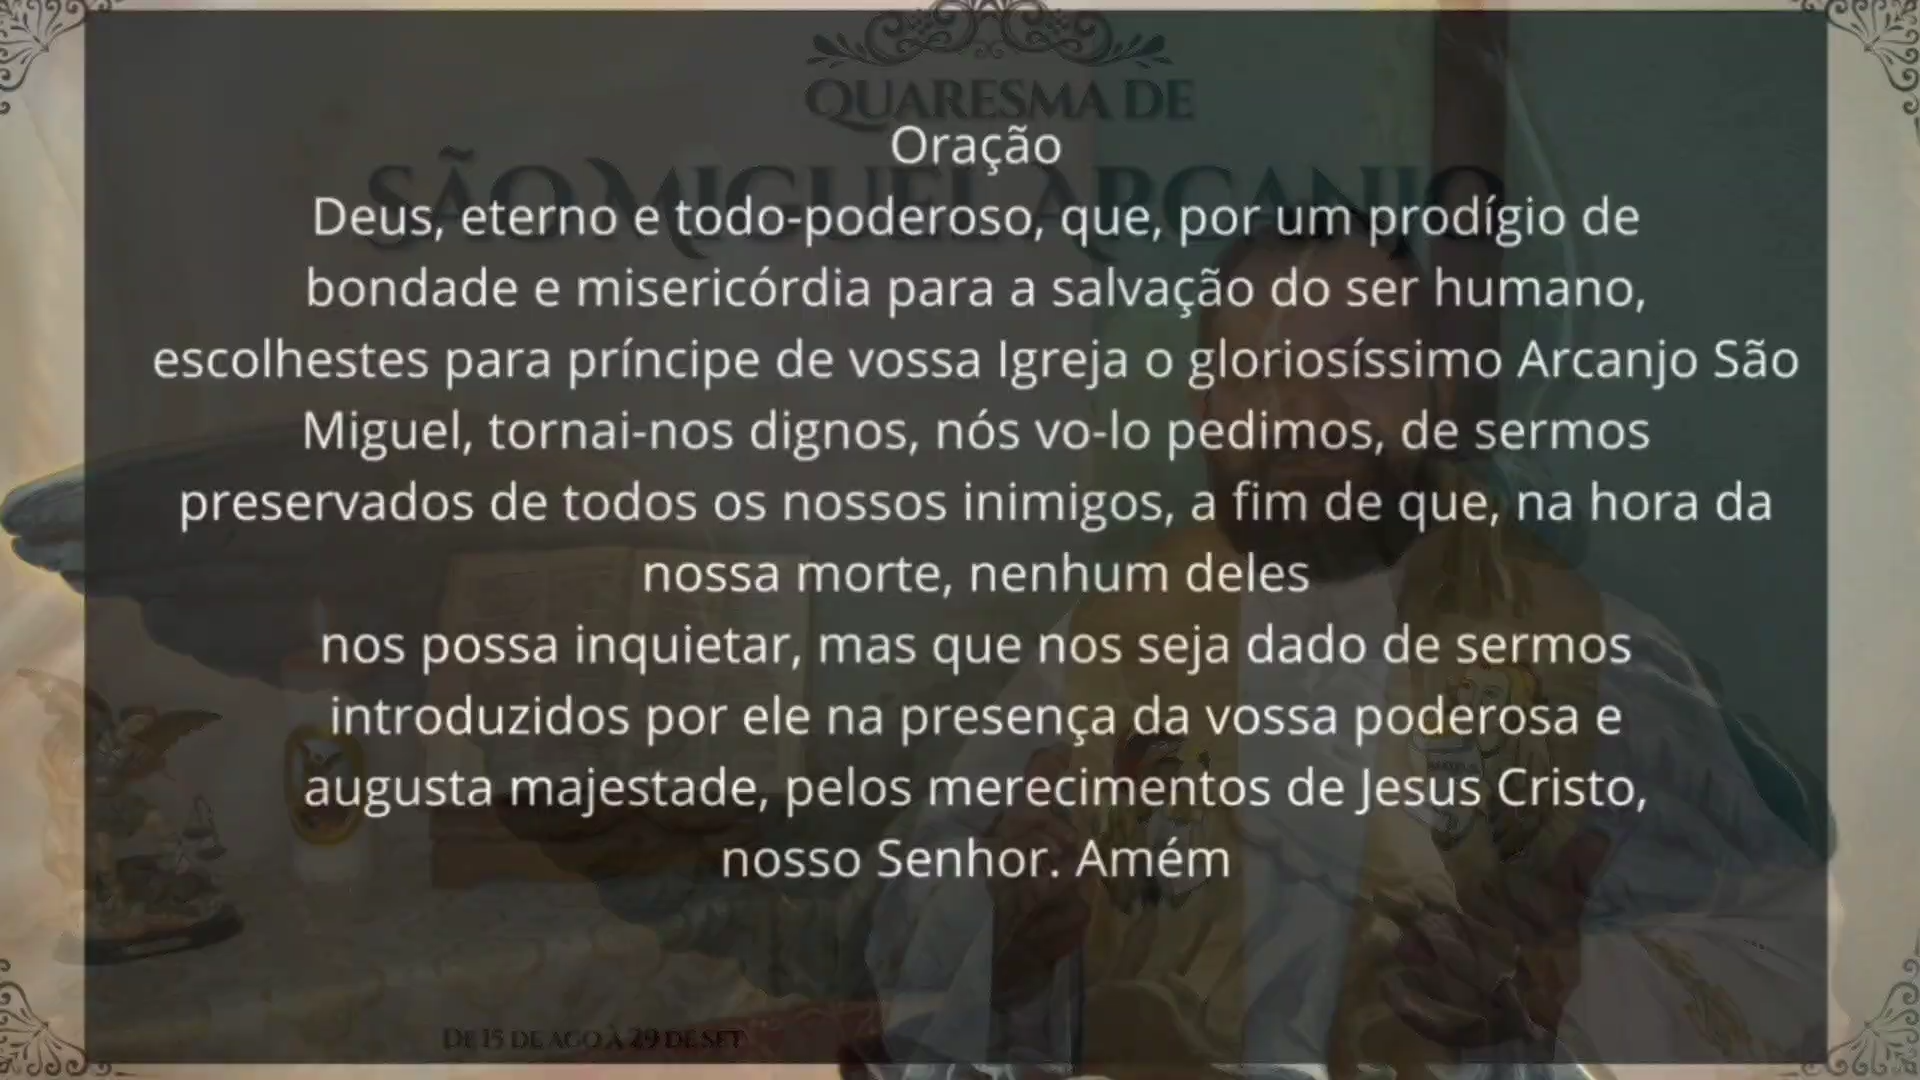 QUARESMA DE
SÃO MIGUEL ARCANJO
Oração
Deus, eterno e todo-poderoso, que, por um prodígio de
bondade e misericórdia para a salvação do ser humano,
escolhestes para príncipe de vossa Igreja o gloriosíssimo Arcanjo São
Miguel, tornai-nos dignos, nós vo-lo pedimos, de sermos
preservados de todos os nossos inimigos, a fim de que, na hora da
nossa morte, nenhum deles
nos possa inquietar, mas que nos seja dado de sermos
introduzidos por ele na presença da vossa poderosa e
augusta majestade, pelos merecimentos de Jesus Cristo,
nosso Senhor. Amém
DE 15 DE AGO À 29 DE SET